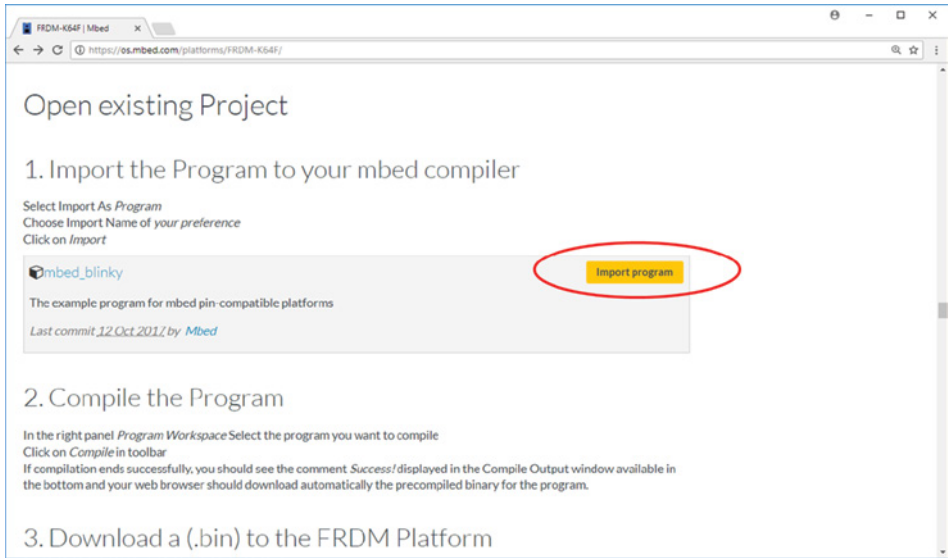 FRDM-K64F | Mbed
https://os.mbed.com/platforms/FRDM-K64F/
Open existing Project
1. Import the Program to your mbed compiler
Select Import As Program
Choose Import Name of your preference
Click on Import
mbed_blinky
Import program
The example program for mbed pin-compatible platforms
Last commit 12 Oct 2017 by Mbed
2. Compile the Program
In the right panel Program Workspace Select the program you want to compile
Click on Compile in toolbar
If compilation ends successfully, you should see the comment Success! displayed in the Compile Output window available in
the bottom and your web browser should download automatically the precompiled binary for the program.
3. Download a (.bin) to the FRDM Platform